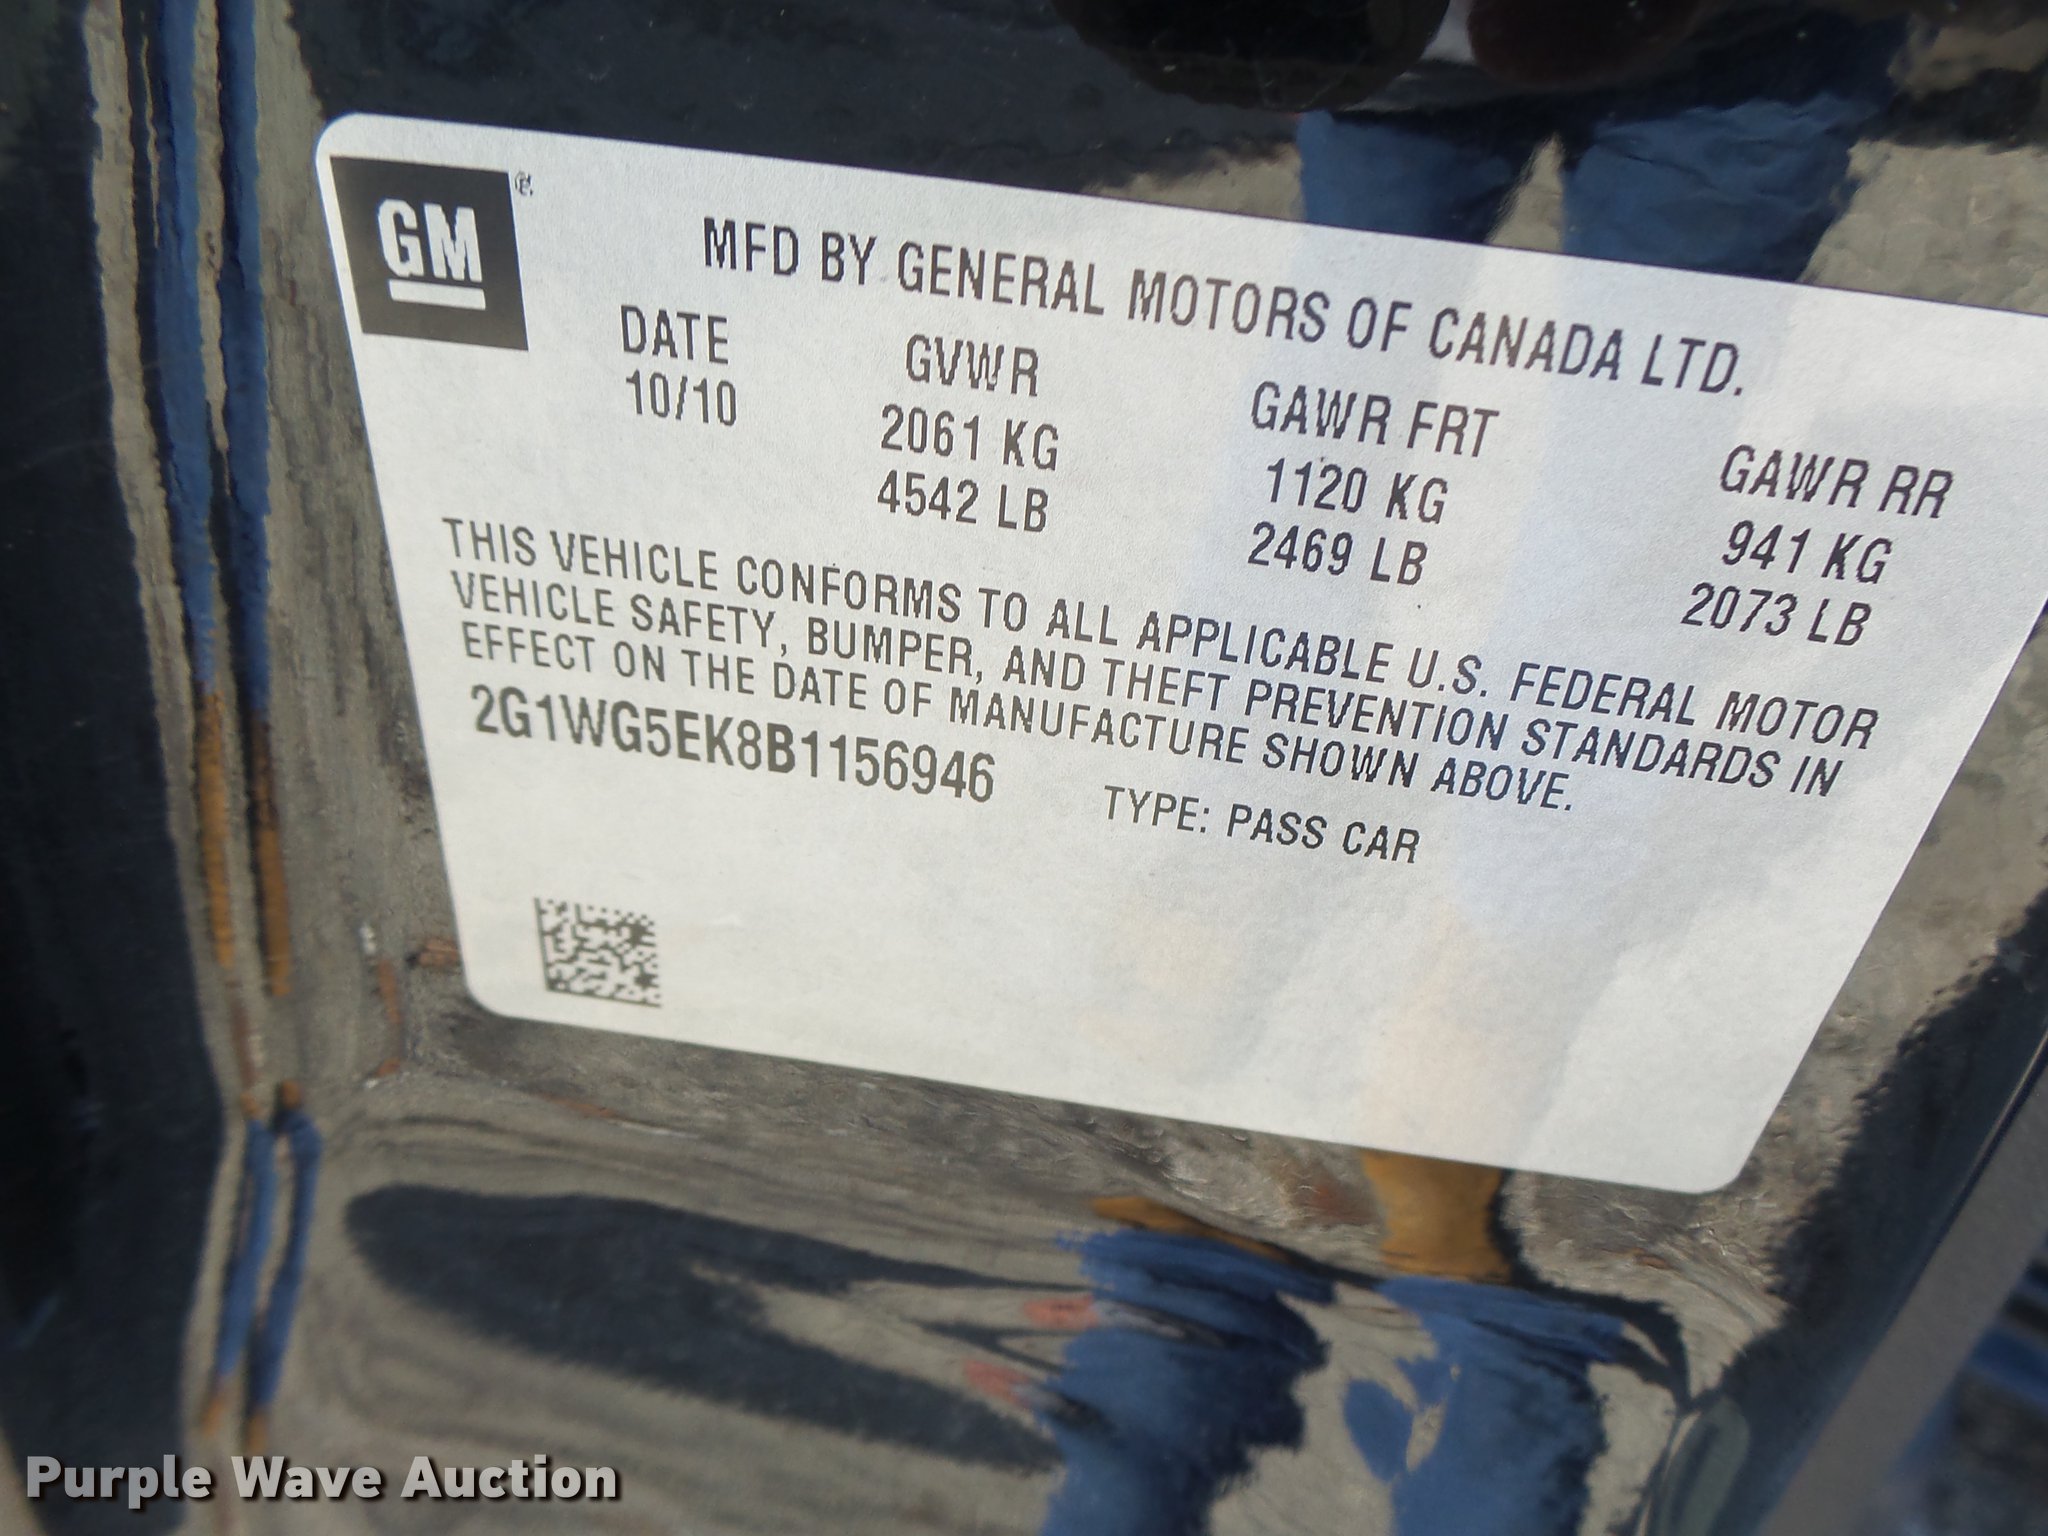 GM
MFD BY GENERAL MOTORS OF CANADA LTD.
DATE GVWR GAWR FRT GAWR RR
10/10 2061 KG 1120 KG 941 KG
4542 LB 2469 LB 2073 LB
THIS VEHICLE CONFORMS TO ALL APPLICABLE U.S. FEDERAL MOTOR
VEHICLE SAFETY, BUMPER, AND THEFT PREVENTION STANDARDS IN
EFFECT ON THE DATE OF MANUFACTURE SHOWN ABOVE.
2G1WG5EK8B1156946 TYPE: PASS CAR
Purple Wave Auction